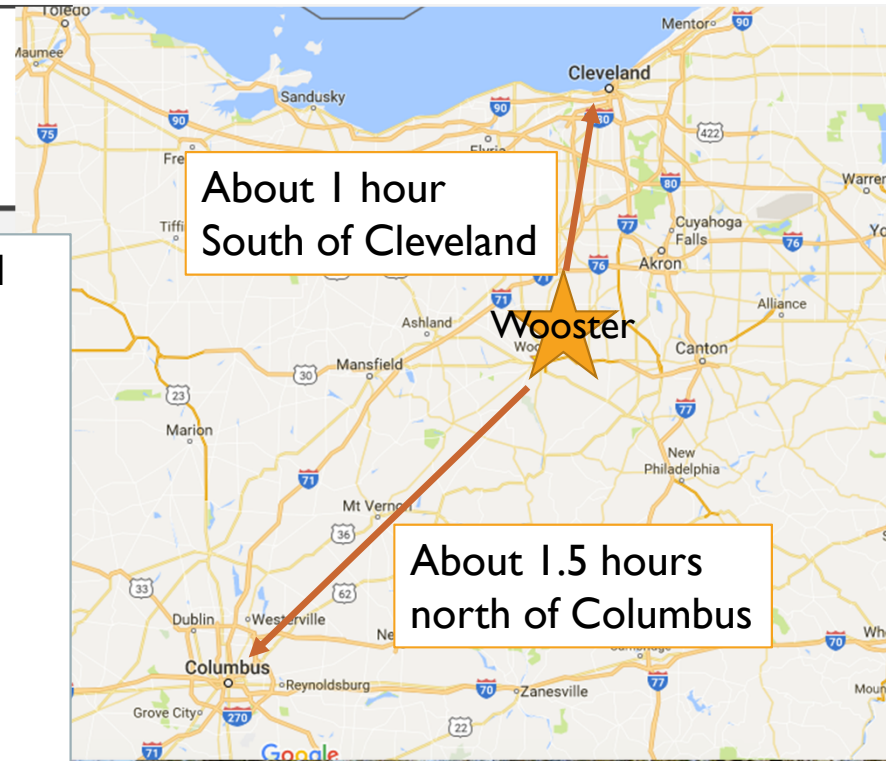 Toledo
Mentor
90
Maumee
Cleveland
Sandusky
90
90
80
75
90
422
Elyria
About 1 hour
South of Cleveland
80
Warren
77
Cuyahoga
Falls
76
76
Akron
71
71
Alliance
Ashland
Wooster
Canton
Mansfield
30
23
77
Marion
New
Philadelphia
71
Mt Vernon
36
About 1.5 hours
north of Columbus
33
62
Dublin
Westerville
70
Columbus
77
Reynoldsburg
70
Zanesville
Grove City
270
22
71
Google